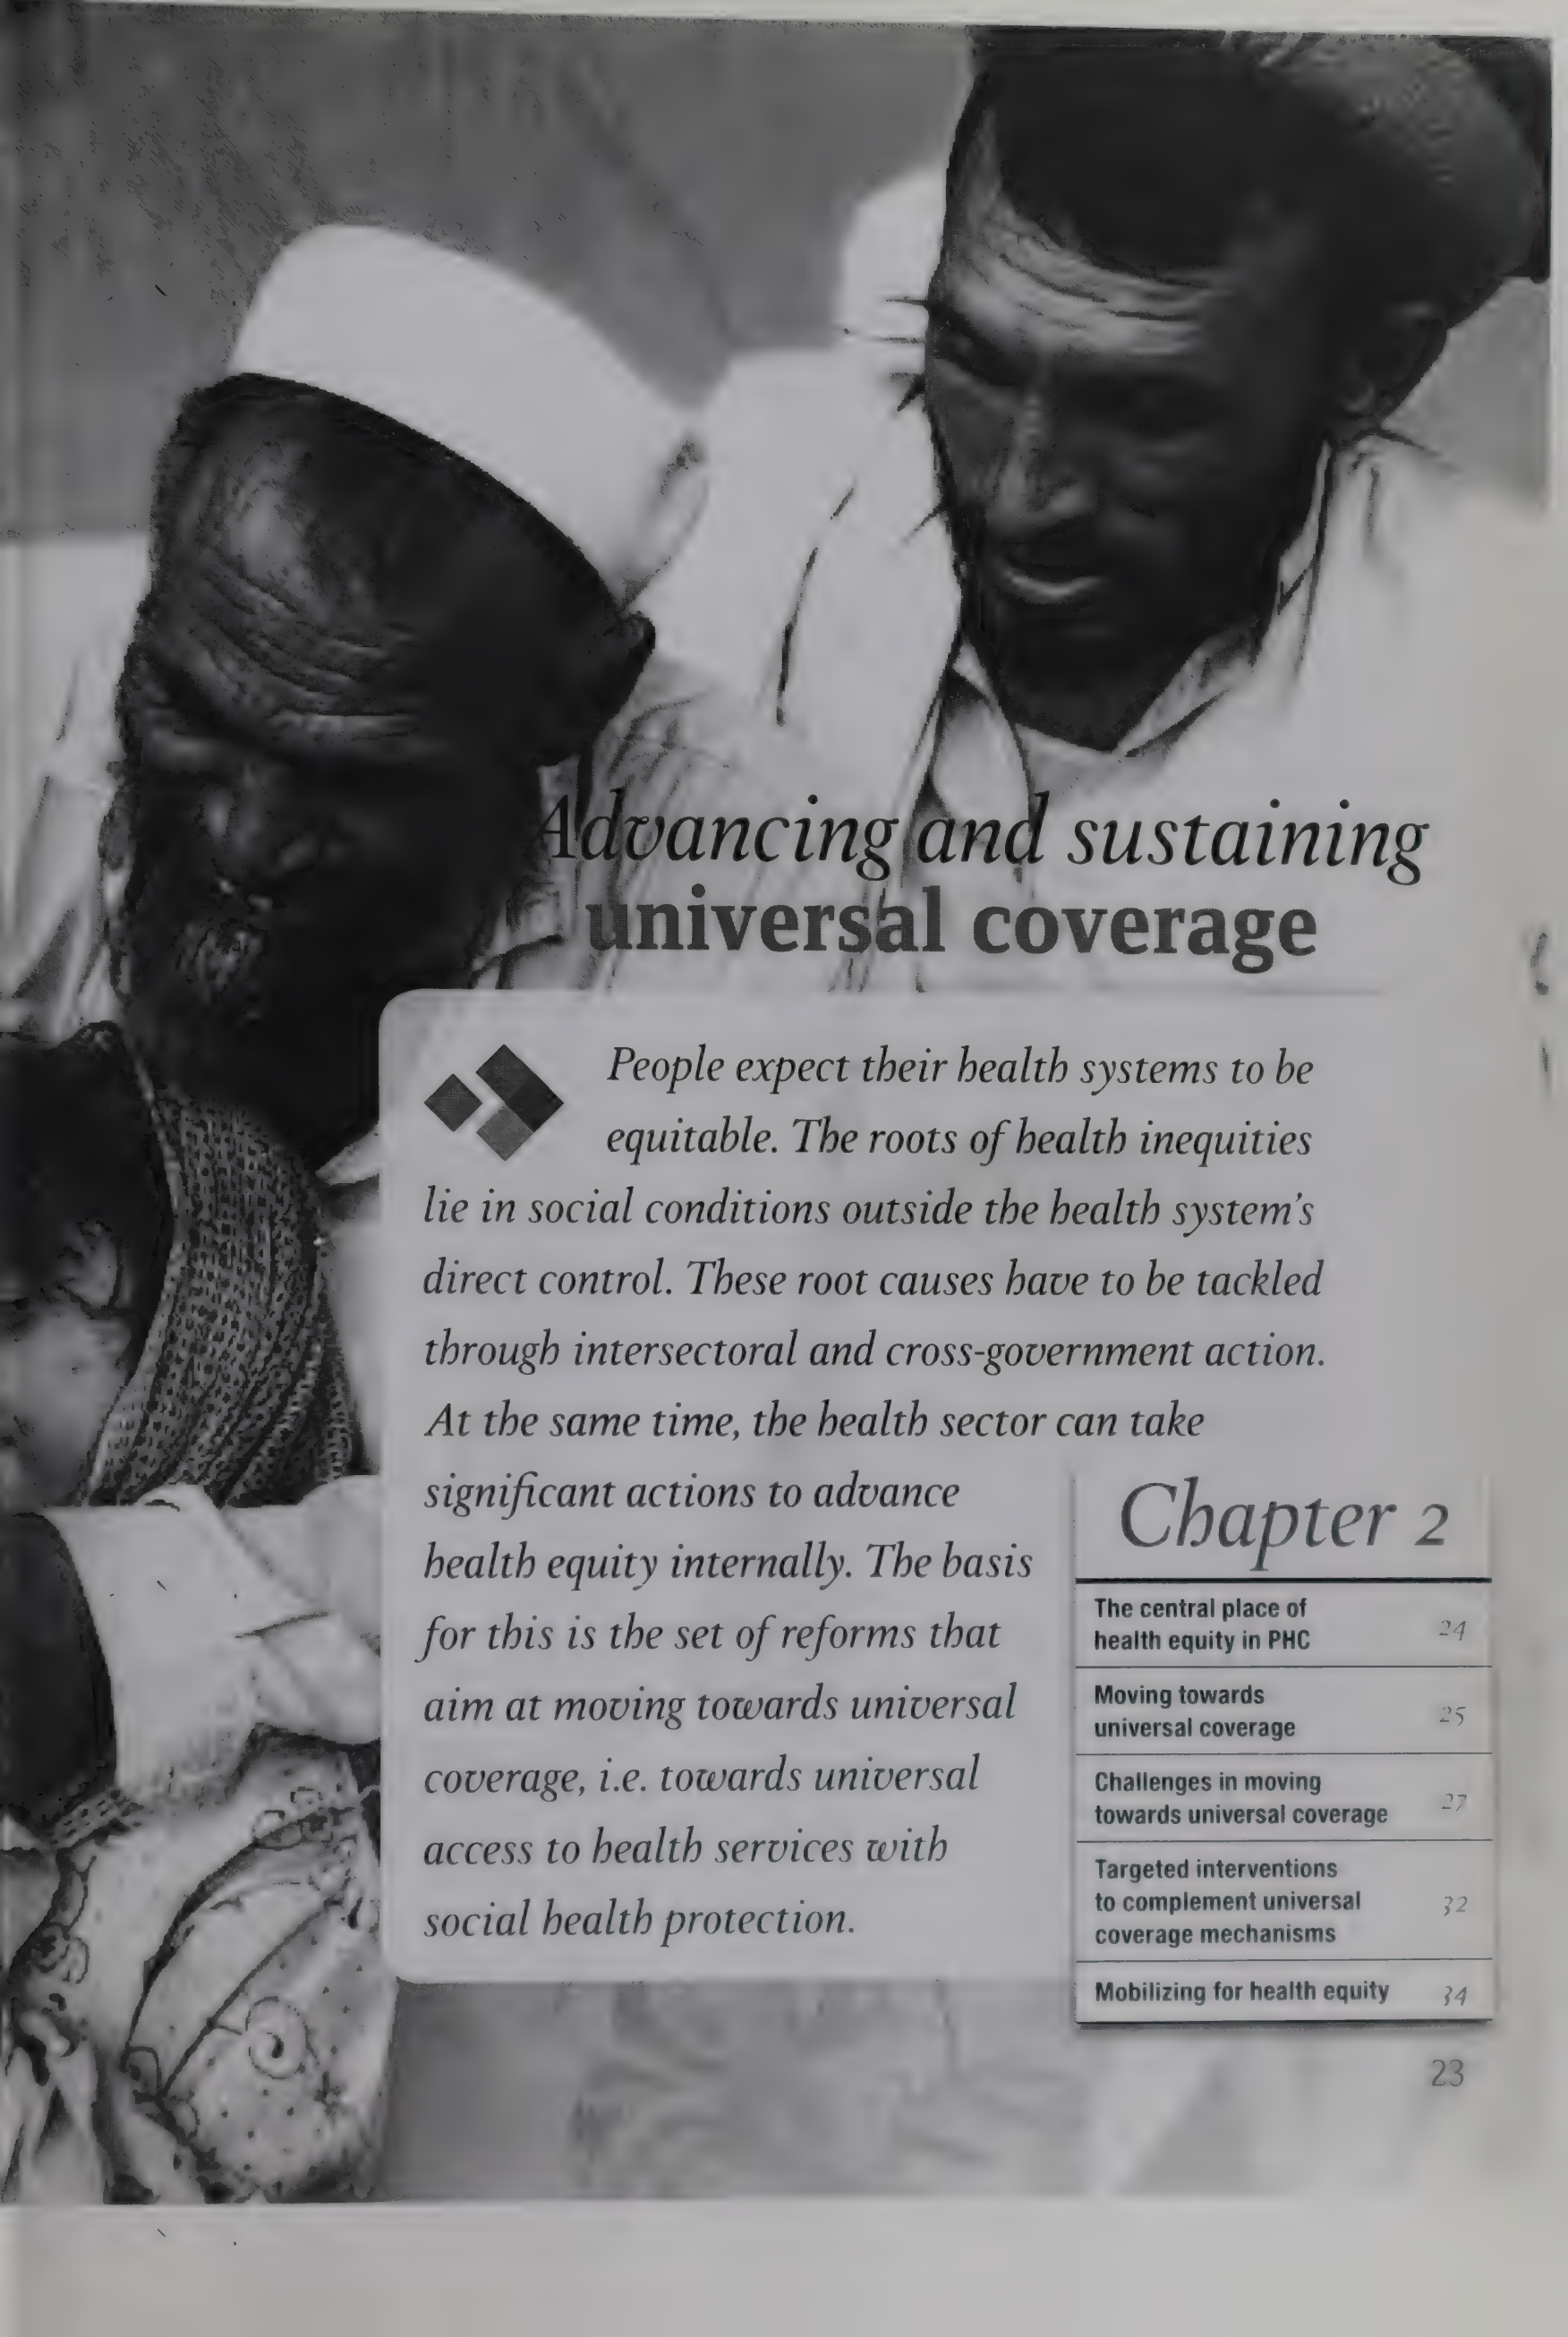 Advancing and sustaining
universal coverage
People expect their health systems to be
equitable. The roots of health inequities
lie in social conditions outside the health system's
direct control. These root causes have to be tackled
through intersectoral and cross-government action.
At the same time, the health sector can take
significant actions to advance
health equity internally. The basis
for this is the set of reforms that
aim at moving towards universal
coverage, i.e. towards universal
access to health services with
social health protection.
Chapter 2
The central place of
health equity in PHC 24
Moving towards
universal coverage 25
Challenges in moving
towards universal coverage 27
Targeted interventions
to complement universal 32
coverage mechanisms
Mobilizing for health equity 34
23